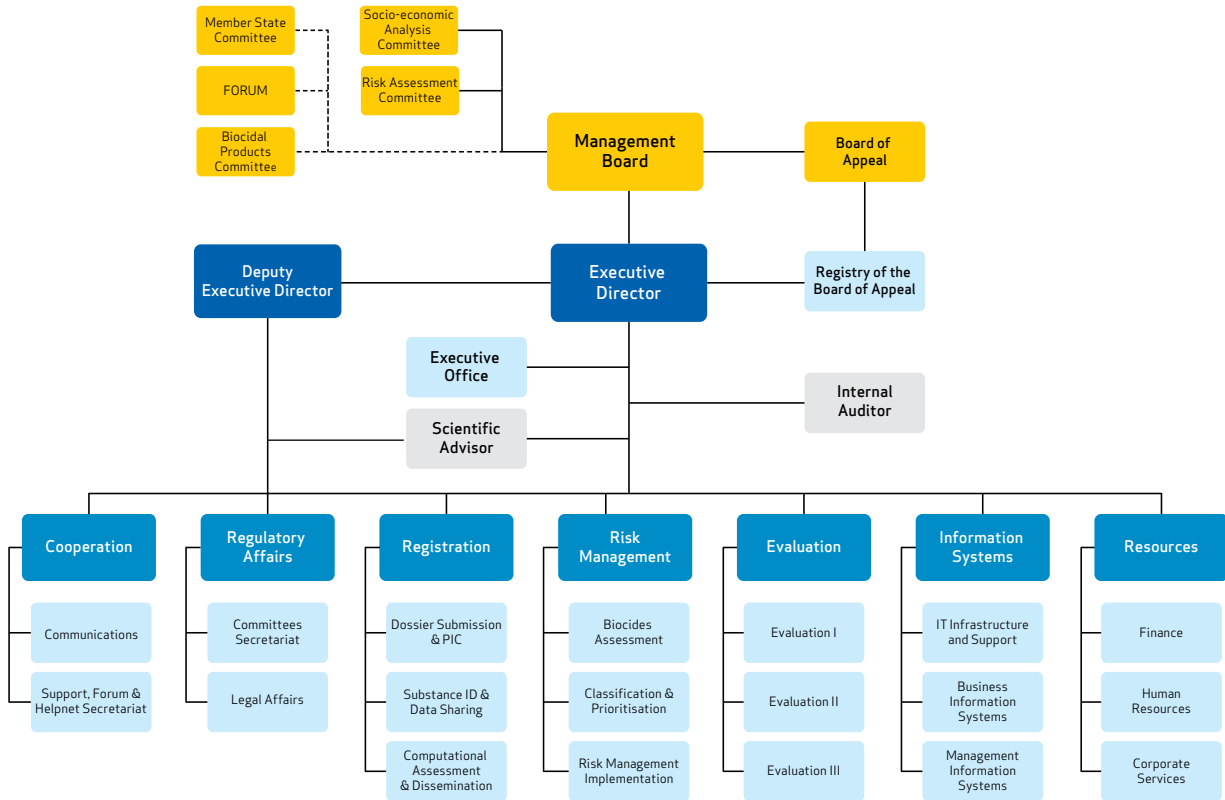 Member State
Committee
Socio-economic
Analysis
Committee
FORUM
Risk Assessment
Committee
Biocidal
Products
Committee
Management
Board
Board of
Appeal
Deputy
Executive Director
Executive
Director
Registry of the
Board of Appeal
Executive
Office
Internal
Auditor
Scientific
Advisor
Cooperation
Regulatory
Affairs
Registration
Risk
Management
Evaluation
Information
Systems
Resources
Communications
Committees
Secretariat
Dossier Submission
& PIC
Biocides
Assessment
Evaluation I
IT Infrastructure
and Support
Finance
Support, Forum &
Helpnet Secretariat
Legal Affairs
Substance ID &
Data Sharing
Classification &
Prioritisation
Evaluation II
Business
Information
Systems
Human
Resources
Computational
Assessment
& Dissemination
Risk Management
Implementation
Evaluation III
Management
Information
Systems
Corporate
Services